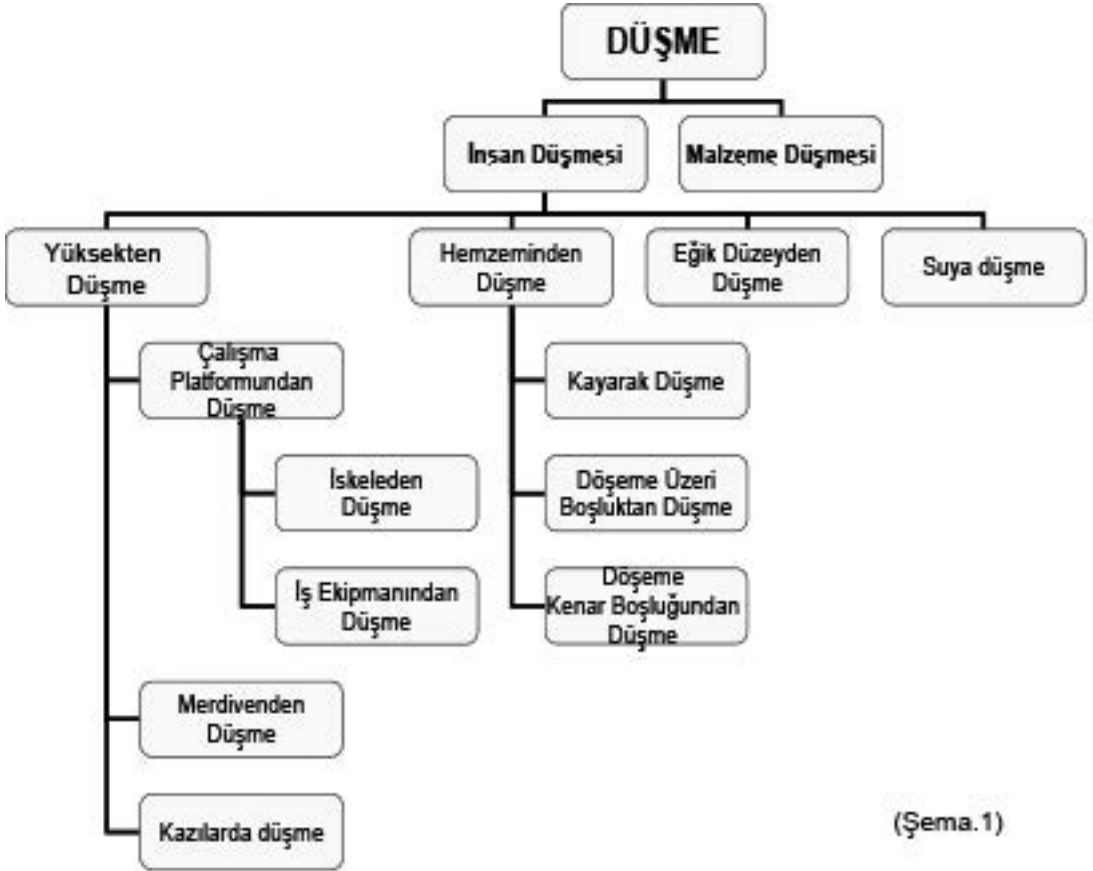 DÜŞME
İnsan Düşmesi
Malzeme Düşmesi
Yüksekten
Düşme
Hemzeminden
Düşme
Eğik Düzeyden
Düşme
Suya düşme
Çalışma
Platformundan
Düşme
İskeleden
Düşme
İş Ekipmanından
Düşme
Merdivenden
Düşme
Kazılarda düşme
Kayarak Düşme
Döşeme Üzeri
Boşluktan Düşme
Döşeme
Kenar Boşluğundan
Düşme
(Şema.1)